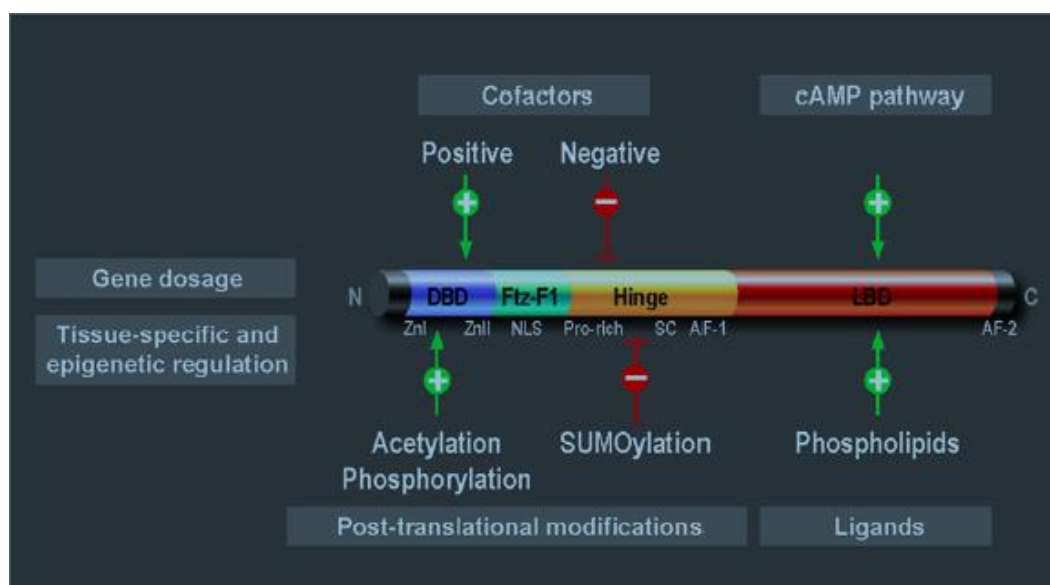 Cofactors
cAMP pathway
Positive
Negative
Gene dosage
N
DBD
Ftz-F1
Hinge
LBD
C
ZnI
ZnII
NLS
Pro-rich
SC
AF-1
AF-2
Tissue-specific and
epigenetic regulation
Acetylation
Phosphorylation
SUMOylation
Phospholipids
Post-translational modifications
Ligands